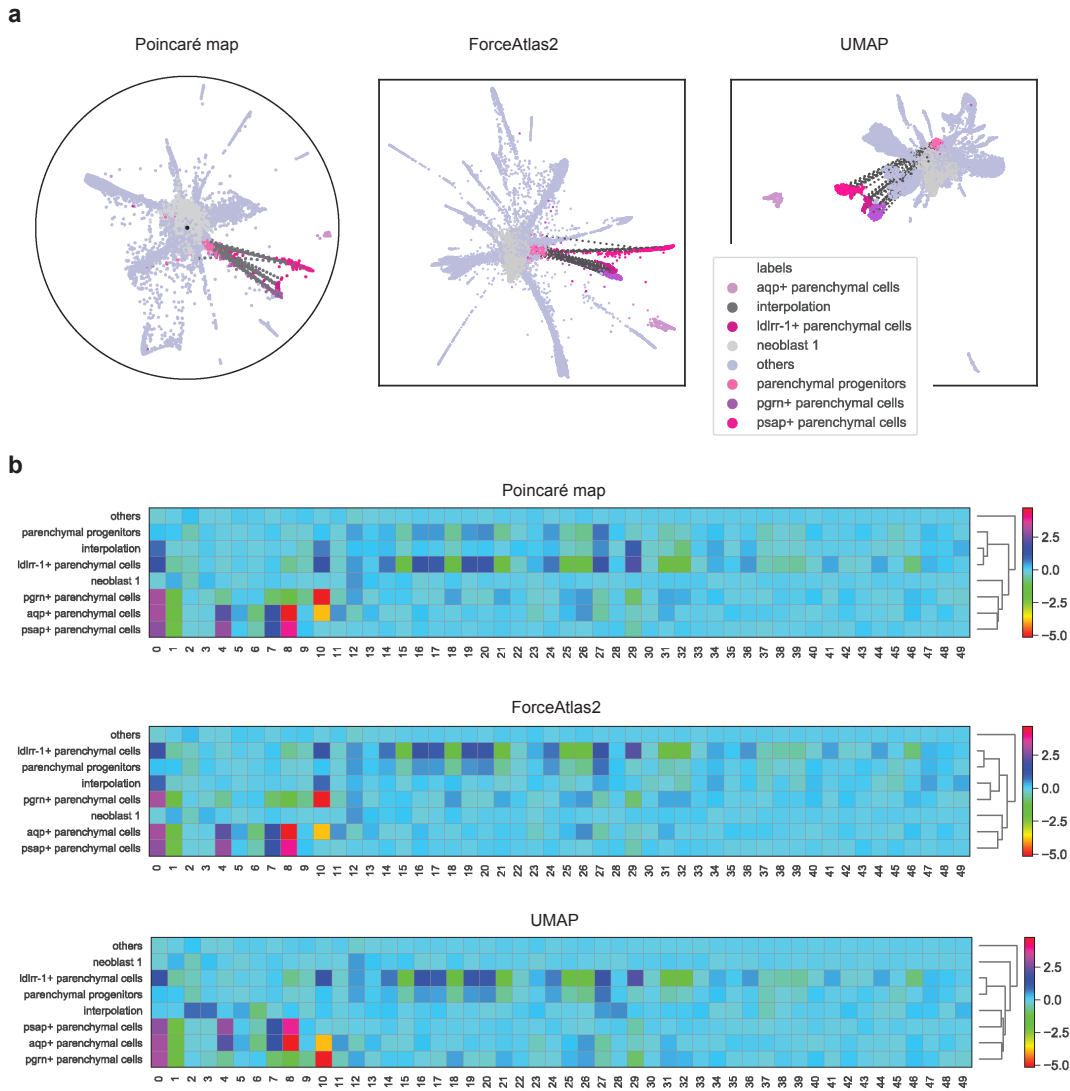 a
Poincaré map
ForceAtlas2
UMAP
labels
aqp+ parenchymal cells
interpolation
ldlrr-1+ parenchymal cells
neoblast 1
others
parenchymal progenitors
pgrn+ parenchymal cells
psap+ parenchymal cells
b
Poincaré map
others
parenchymal progenitors
interpolation
ldlrr-1+ parenchymal cells
neoblast 1
pgrn+ parenchymal cells
aqp+ parenchymal cells
psap+ parenchymal cells
0 1 2 3 4 5 6 7 8 9 10 11 12 13 14 15 16 17 18 19 20 21 22 23 24 25 26 27 28 29 30 31 32 33 34 35 36 37 38 39 40 41 42 43 44 45 46 47 48 49
2.5
0.0
−2.5
−5.0
ForceAtlas2
others
ldlrr-1+ parenchymal cells
parenchymal progenitors
interpolation
pgrn+ parenchymal cells
neoblast 1
aqp+ parenchymal cells
psap+ parenchymal cells
0 1 2 3 4 5 6 7 8 9 10 11 12 13 14 15 16 17 18 19 20 21 22 23 24 25 26 27 28 29 30 31 32 33 34 35 36 37 38 39 40 41 42 43 44 45 46 47 48 49
2.5
0.0
−2.5
−5.0
UMAP
others
neoblast 1
ldlrr-1+ parenchymal cells
parenchymal progenitors
interpolation
psap+ parenchymal cells
aqp+ parenchymal cells
pgrn+ parenchymal cells
0 1 2 3 4 5 6 7 8 9 10 11 12 13 14 15 16 17 18 19 20 21 22 23 24 25 26 27 28 29 30 31 32 33 34 35 36 37 38 39 40 41 42 43 44 45 46 47 48 49
2.5
0.0
−2.5
−5.0